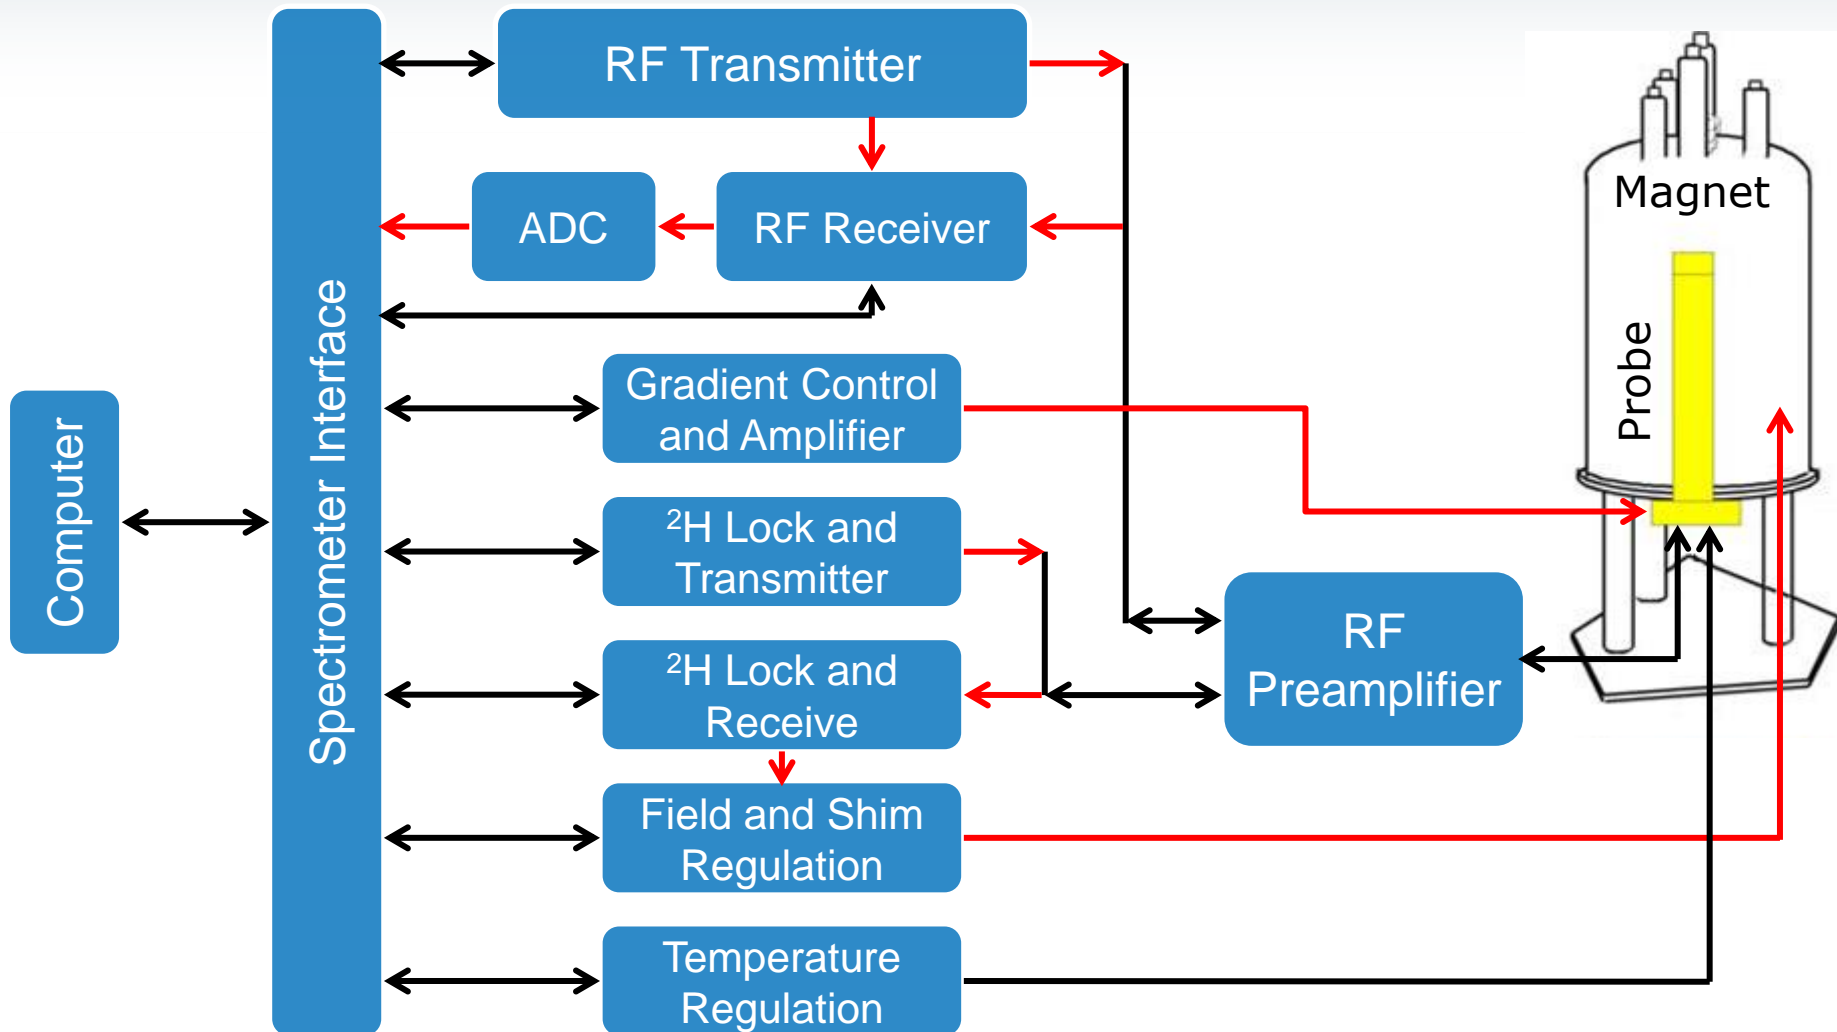 RF Transmitter
Magnet
ADC
RF Receiver
Spectrometer Interface
Gradient Control
and Amplifier
Probe
Computer
²H Lock and
Transmitter
RF
Preamplifier
²H Lock and
Receive
Field and Shim
Regulation
Temperature
Regulation